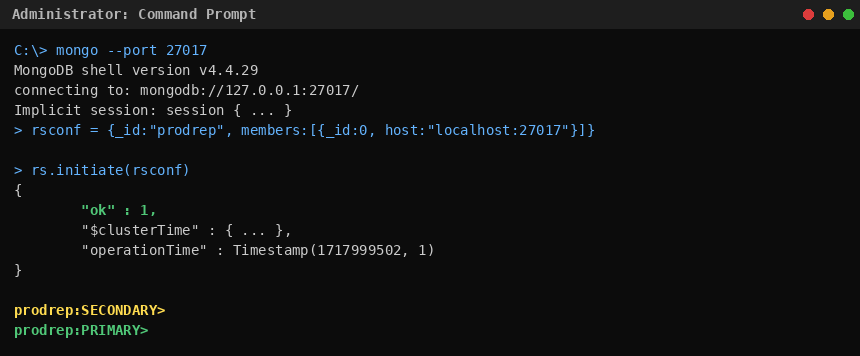 Administrator: Command Prompt
C:\> mongo --port 27017
MongoDB shell version v4.4.29
connecting to: mongodb://127.0.0.1:27017/
Implicit session: session { ... }
> rsconf = {_id:"prodrep", members:[{_id:0, host:"localhost:27017"}]}
> rs.initiate(rsconf)
{
        "ok" : 1,
        "$clusterTime" : { ... },
        "operationTime" : Timestamp(1717999502, 1)
}
prodrep:SECONDARY>
prodrep:PRIMARY>